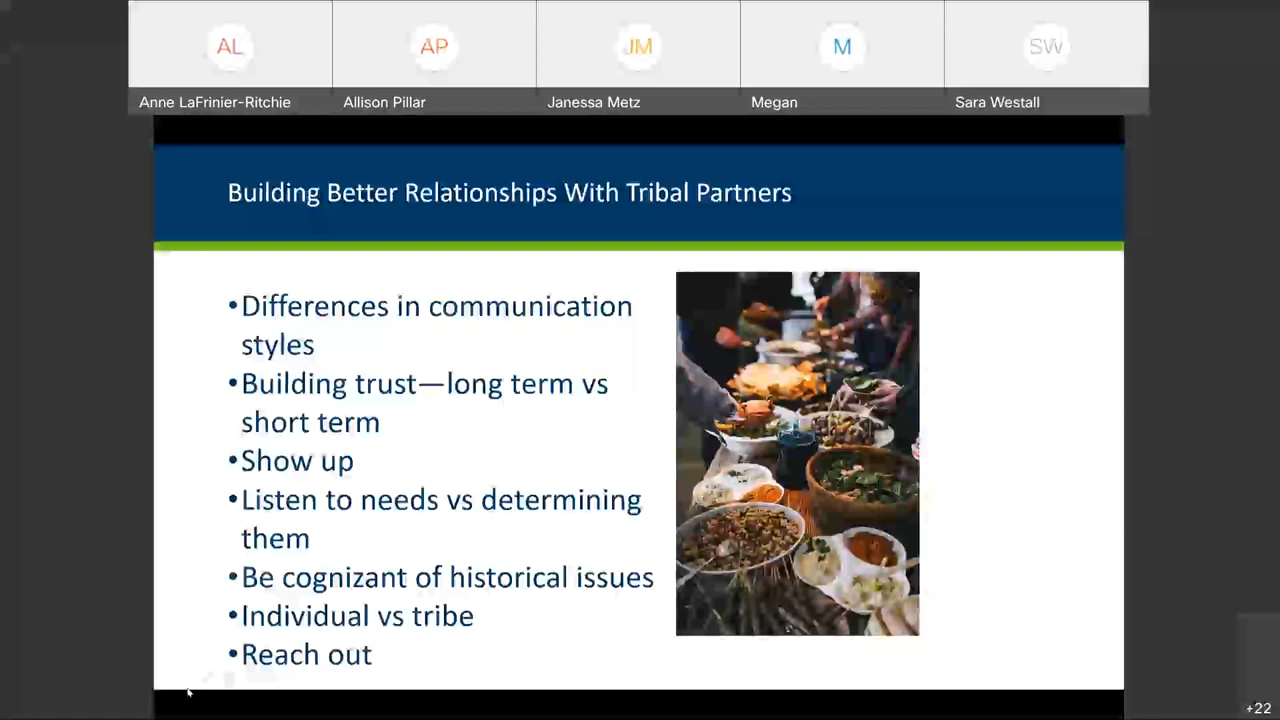 AL
AP
JM
M
SW
Anne LaFrinier-Ritchie
Allison Pillar
Janessa Metz
Megan
Sara Westall
Building Better Relationships With Tribal Partners
•Differences in communication
styles
•Building trust—long term vs
short term
•Show up
•Listen to needs vs determining
them
•Be cognizant of historical issues
•Individual vs tribe
•Reach out
+22